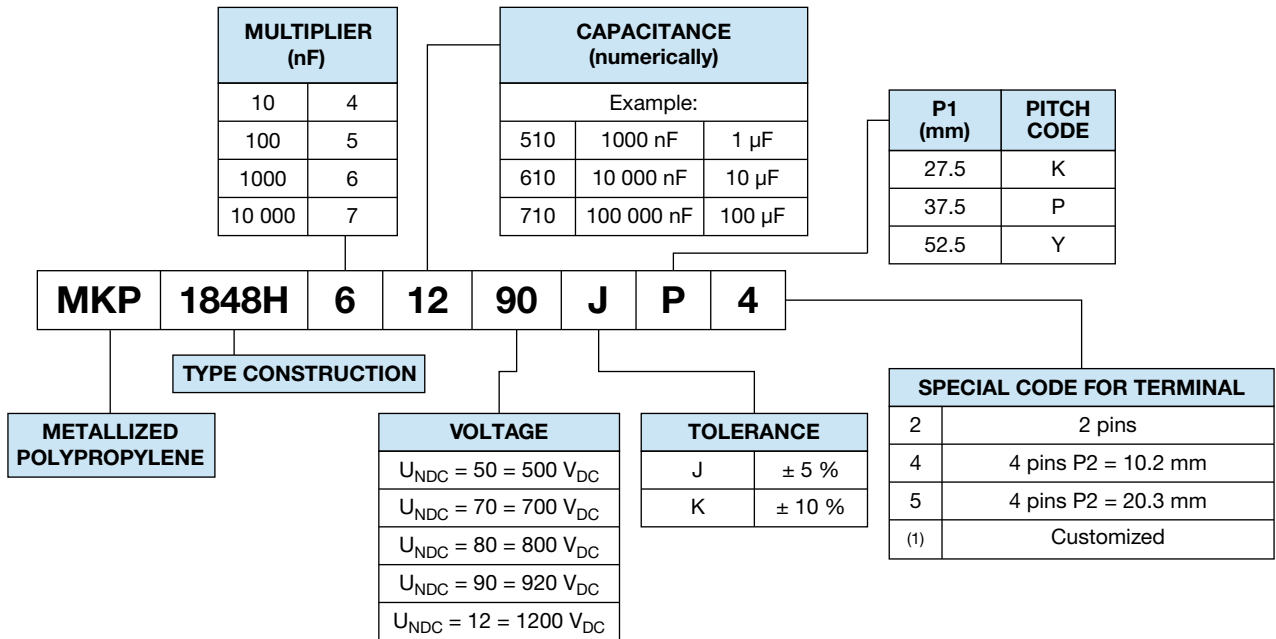 MULTIPLIER
(nF)
10 4
100 5
1000 6
10 000 7
CAPACITANCE
(numerically)
Example:
510 1000 nF 1 µF
610 10 000 nF 10 µF
710 100 000 nF 100 µF
P1
(mm)
PITCH
CODE
27.5 K
37.5 P
52.5 Y
MKP 1848H 6 12 90 J P 4
TYPE CONSTRUCTION
METALLIZED
POLYPROPYLENE
VOLTAGE
UNDC = 50 = 500 VDC
UNDC = 70 = 700 VDC
UNDC = 80 = 800 VDC
UNDC = 90 = 920 VDC
UNDC = 12 = 1200 VDC
TOLERANCE
J ± 5 %
K ± 10 %
SPECIAL CODE FOR TERMINAL
2 2 pins
4 4 pins P2 = 10.2 mm
5 4 pins P2 = 20.3 mm
(1) Customized